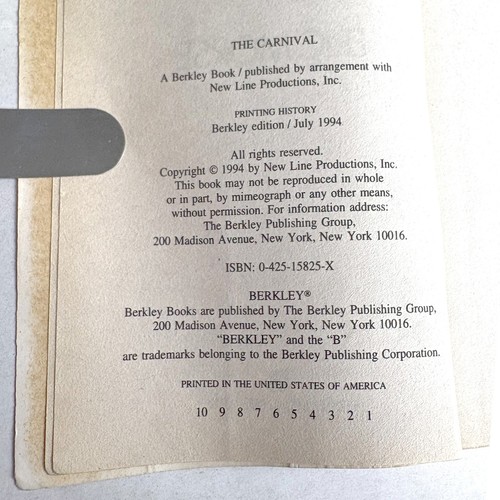 THE CARNIVAL
A Berkley Book / published by arrangement with
New Line Productions, Inc.
PRINTING HISTORY
Berkley edition / July 1994
All rights reserved.
Copyright © 1994 by New Line Productions, Inc.
This book may not be reproduced in whole
or in part, by mimeograph or any other means,
without permission. For information address:
The Berkley Publishing Group,
200 Madison Avenue, New York, New York 10016.
ISBN: 0-425-15825-X
BERKLEY®
Berkley Books are published by The Berkley Publishing Group,
200 Madison Avenue, New York, New York 10016.
"BERKLEY" and the "B"
are trademarks belonging to the Berkley Publishing Corporation.
PRINTED IN THE UNITED STATES OF AMERICA
10 9 8 7 6 5 4 3 2 1